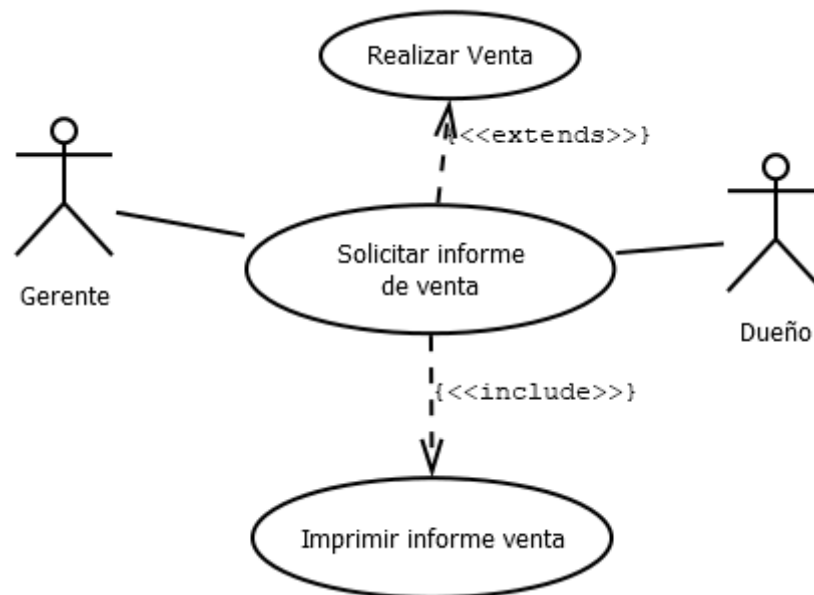 Realizar Venta
{<<extends>>}
Gerente
Solicitar informe
de venta
Dueño
{<<include>>}
Imprimir informe venta